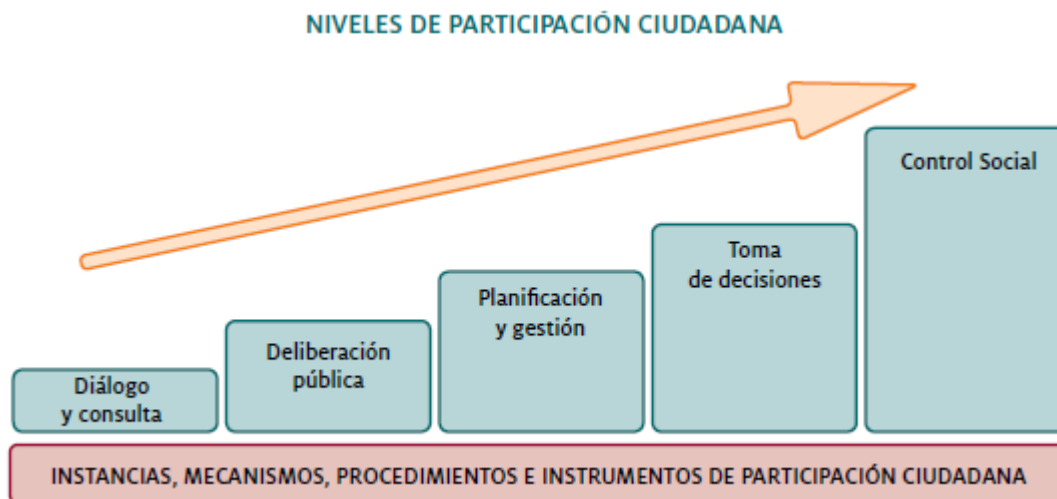 NIVELES DE PARTICIPACIÓN CIUDADANA
Control Social
Toma
de decisiones
Planificación
y gestión
Deliberación
pública
Diálogo
y consulta
INSTANCIAS, MECANISMOS, PROCEDIMIENTOS E INSTRUMENTOS DE PARTICIPACIÓN CIUDADANA